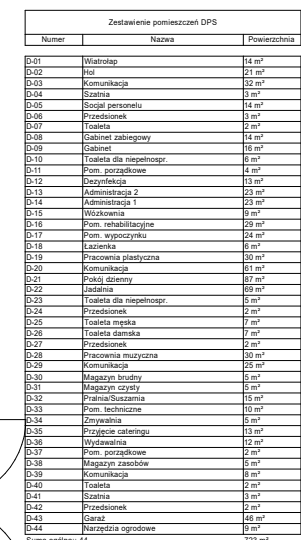 Zestawienie pomieszczeń DPS
Numer Nazwa Powierzchnia
D-01 Wiatrołap 14 m²
D-02 Hol 21 m²
D-03 Komunikacja 32 m²
D-04 Szatnia 3 m²
D-05 Socjal personelu 14 m²
D-06 Przedsionek 3 m²
D-07 Toaleta 2 m²
D-08 Gabinet zabiegowy 14 m²
D-09 Gabinet 16 m²
D-10 Toaleta dla niepełnospr. 6 m²
D-11 Pom. porządkowe 4 m²
D-12 Dezynfekcja 13 m²
D-13 Administracja 2 23 m²
D-14 Administracja 1 23 m²
D-15 Wózkownia 9 m²
D-16 Pom. rehabilitacyjne 29 m²
D-17 Pom. wypoczynku 24 m²
D-18 Łazienka 6 m²
D-19 Pracownia plastyczna 30 m²
D-20 Komunikacja 61 m²
D-21 Pokój dzienny 87 m²
D-22 Jadalnia 69 m²
D-23 Toaleta dla niepełnospr. 5 m²
D-24 Przedsionek 2 m²
D-25 Toaleta męska 7 m²
D-26 Toaleta damska 7 m²
D-27 Przedsionek 2 m²
D-28 Pracownia muzyczna 30 m²
D-29 Komunikacja 25 m²
D-30 Magazyn brudny 5 m²
D-31 Magazyn czysty 5 m²
D-32 Pralnia/Suszarnia 15 m²
D-33 Pom. techniczne 10 m²
D-34 Zmywalnia 5 m²
D-35 Przyjęcie cateringu 13 m²
D-36 Wydawalnia 12 m²
D-37 Pom. porządkowe 2 m²
D-38 Magazyn zasobów 5 m²
D-39 Komunikacja 8 m²
D-40 Toaleta 2 m²
D-41 Szatnia 3 m²
D-42 Przedsionek 2 m²
D-43 Garaż 46 m²
D-44 Narzędzia ogrodowe 9 m²
Suma ogólna: 44 723 m²